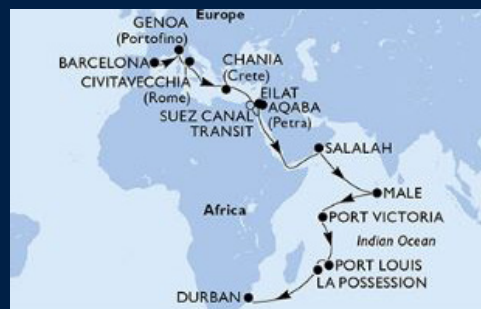 GENOA
(Portofino)
Europe
BARCELONA
CIVITAVECCHIA
(Rome)
CHANIA
(Crete)
EILAT
AQABA
(Petra)
SUEZ CANAL
TRANSIT
SALALAH
MALE
Africa
PORT VICTORIA
Indian Ocean
PORT LOUIS
LA POSSESSION
DURBAN